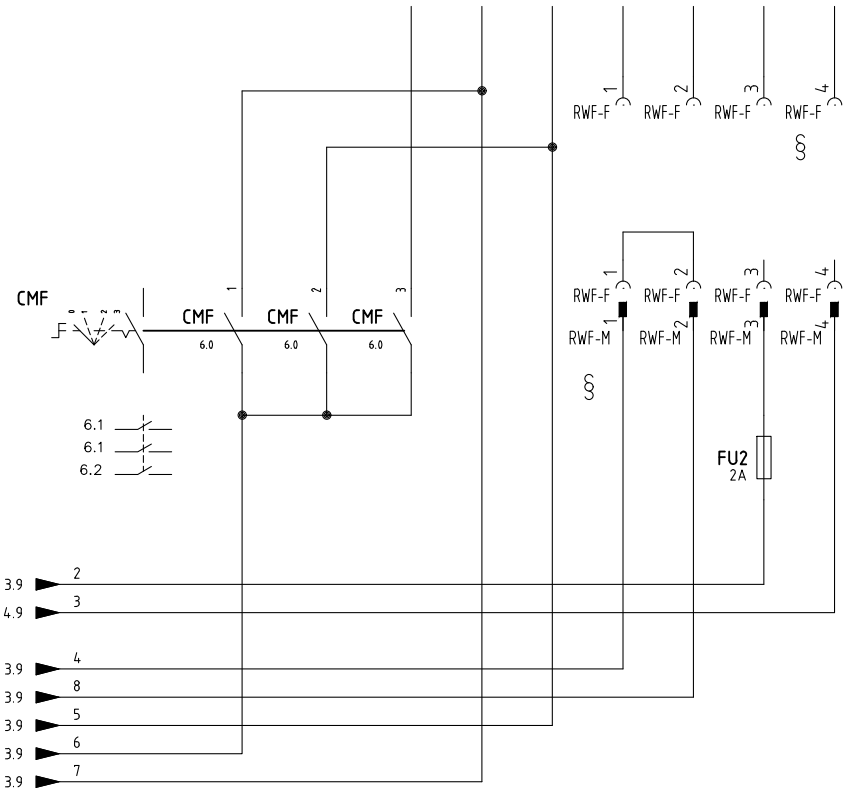 1 2 3 4
RWF-F RWF-F RWF-F RWF-F
§
1 2 3
1 2 3 4
CMF
0 1 2 3
RWF-F RWF-F RWF-F RWF-F
CMF CMF CMF
1 2 3 4
6.0 6.0 6.0
RWF-M RWF-M RWF-M RWF-M
§
6.1
6.1
6.2
FU2
2A
3.9 2
4.9 3
3.9 4
3.9 8
3.9 5
3.9 6
3.9 7